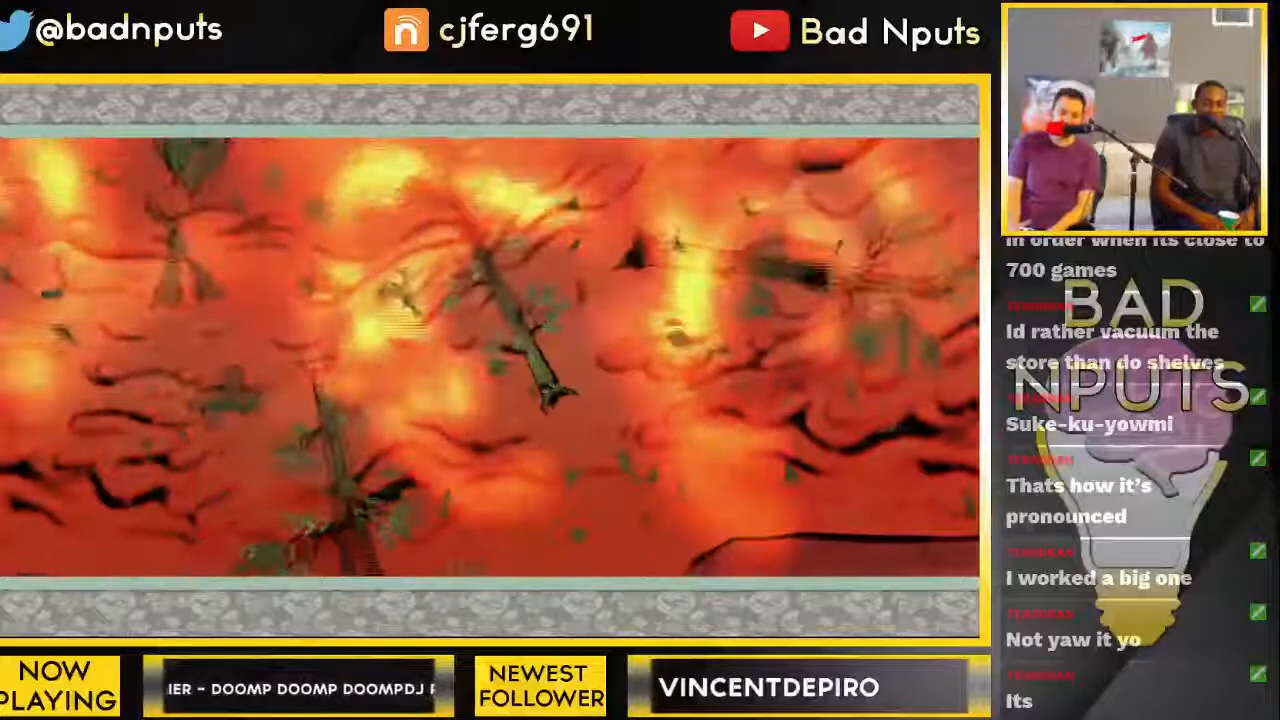 @badnputs
cjferg691
Bad Nputs
in order when its close to
700 games
Id rather vacuum the
store than do shelves
Suke-ku-yowmi
Thats how it's
pronounced
I worked a big one
Not yaw it yo
Its
BAD
NPUTS
NOW
PLAYING
IER - DOOMP DOOMP DOOMPDJ
NEWEST
FOLLOWER
VINCENTDEPIRO